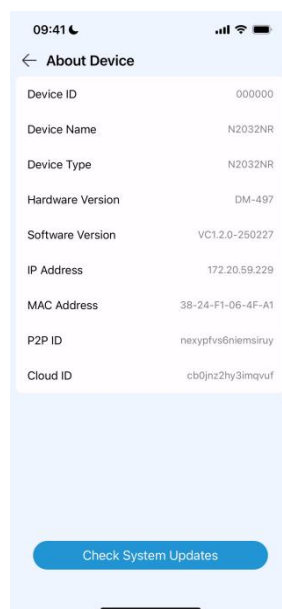 09:41
About Device
Device ID 000000
Device Name N2032NR
Device Type N2032NR
Hardware Version DM-497
Software Version VC1.2.0-250227
IP Address 172.20.59.229
MAC Address 38-24-F1-06-4F-A1
P2P ID nexypfvs6niemsiruy
Cloud ID cb0jnz2hy3imqvuf
Check System Updates